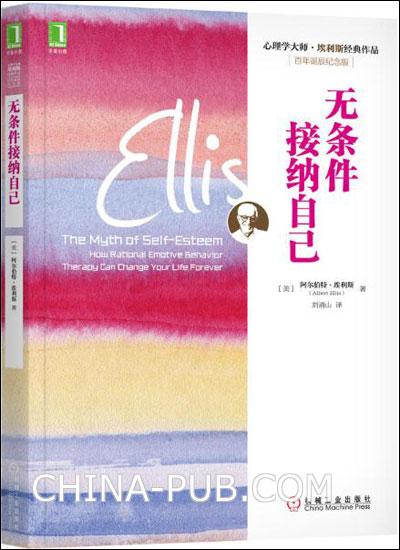 心理学大师·埃利斯经典作品
百年诞辰纪念版
无条件
接纳自己
Ellis
The Myth of Self-Esteem
How Rational Emotive Behavior
Therapy Can Change Your Life Forever
[美] 阿尔伯特·埃利斯 著
(Albert Ellis)
刘清山 译
机械工业出版社
China Machine Press
无条件接纳自己
[美] 阿尔伯特·埃利斯 著
CHINA-PUB.COM